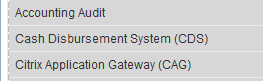 Accounting Audit
Cash Disbursement System (CDS)
Citrix Application Gateway (CAG)